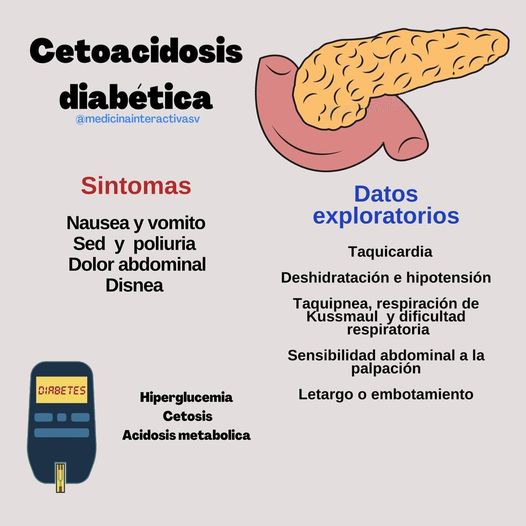 Cetoacidosis
diabética
@medicinainteractivasv
Sintomas
Nausea y vomito
Sed y poliuria
Dolor abdominal
Disnea
Datos
exploratorios
Taquicardia
Deshidratación e hipotensión
Taquipnea, respiración de
Kussmaul y dificultad
respiratoria
Sensibilidad abdominal a la
palpación
Letargo o embotamiento
DIABETES
Hiperglucemia
Cetosis
Acidosis metabolica